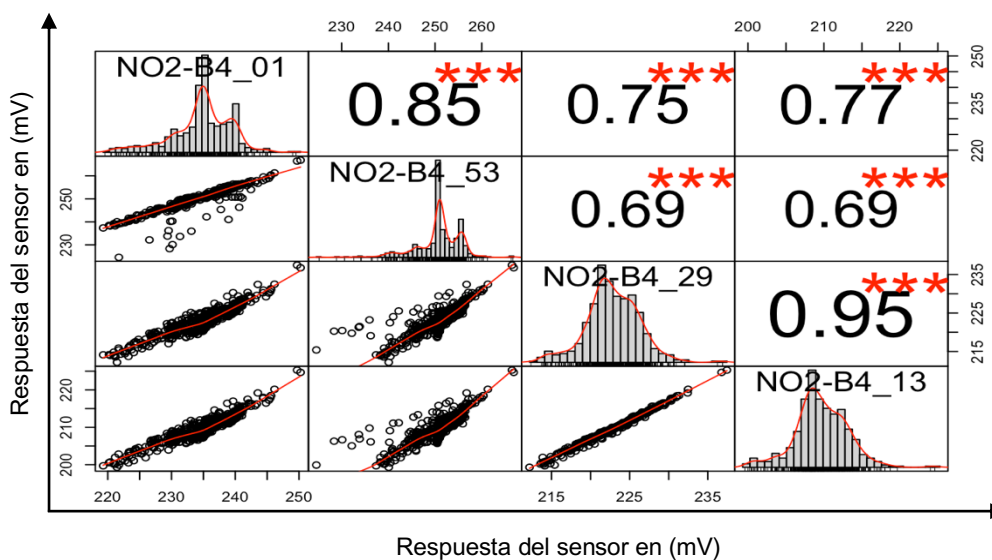 230 240 250 260
200 210 220
Respuesta del sensor en (mV)
NO2-B4_01
0.85 ***
0.75 ***
0.77 ***
220 235 250
230 250
NO2-B4_53
0.69 ***
0.69 ***
NO2-B4_29
0.95 ***
215 225 235
200 210 220
NO2-B4_13
220 230 240 250
215 225 235
Respuesta del sensor en (mV)